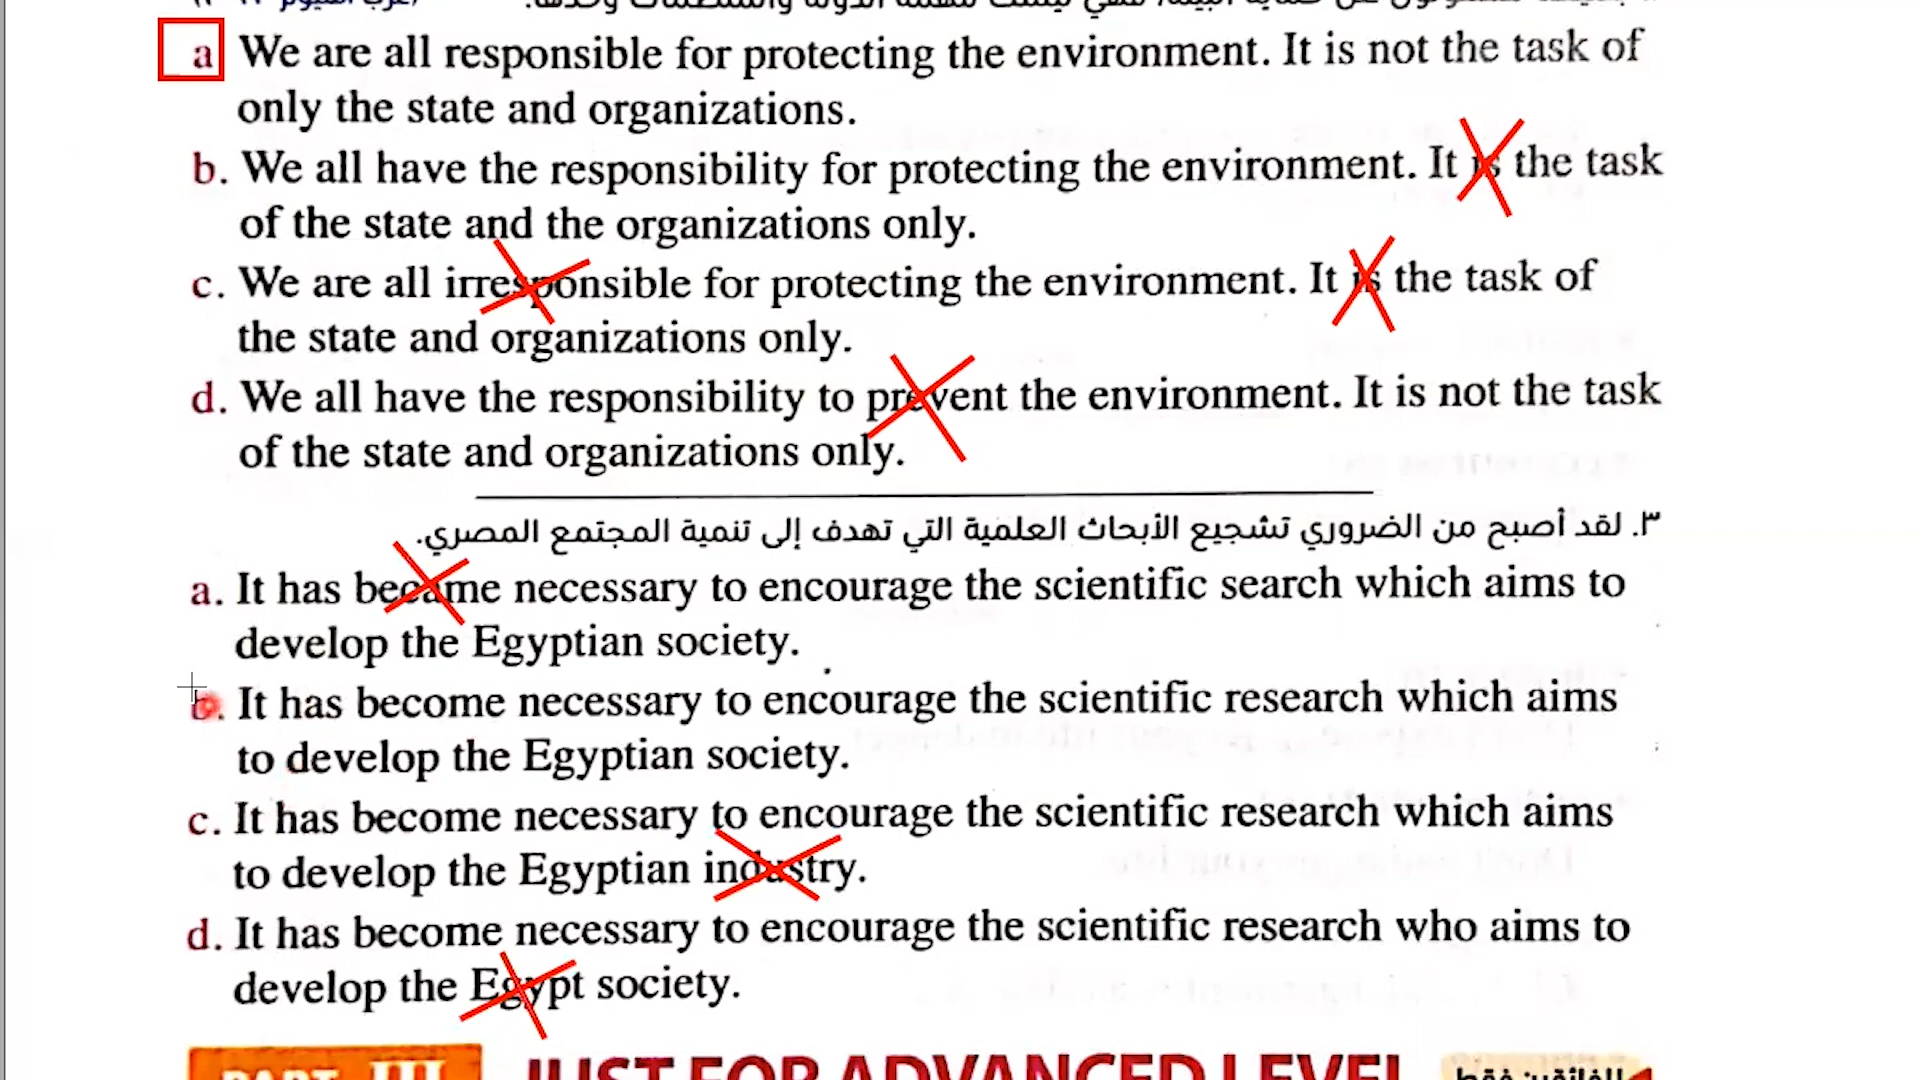 a We are all responsible for protecting the environment. It is not the task of
only the state and organizations.
b. We all have the responsibility for protecting the environment. It is the task
of the state and the organizations only.
c. We are all irresponsible for protecting the environment. It is the task of
the state and organizations only.
d. We all have the responsibility to prevent the environment. It is not the task
of the state and organizations only.
٣. لقد أصبح من الضروري تشجيع الأبحاث العلمية التي تهدف إلى تنمية المجتمع المصري.
a. It has became necessary to encourage the scientific search which aims to
develop the Egyptian society.
b. It has become necessary to encourage the scientific research which aims
to develop the Egyptian society.
c. It has become necessary to encourage the scientific research which aims
to develop the Egyptian industry.
d. It has become necessary to encourage the scientific research who aims to
develop the Egypt society.
PART III JUST FOR ADVANCED LEVEL للفائقين فقط